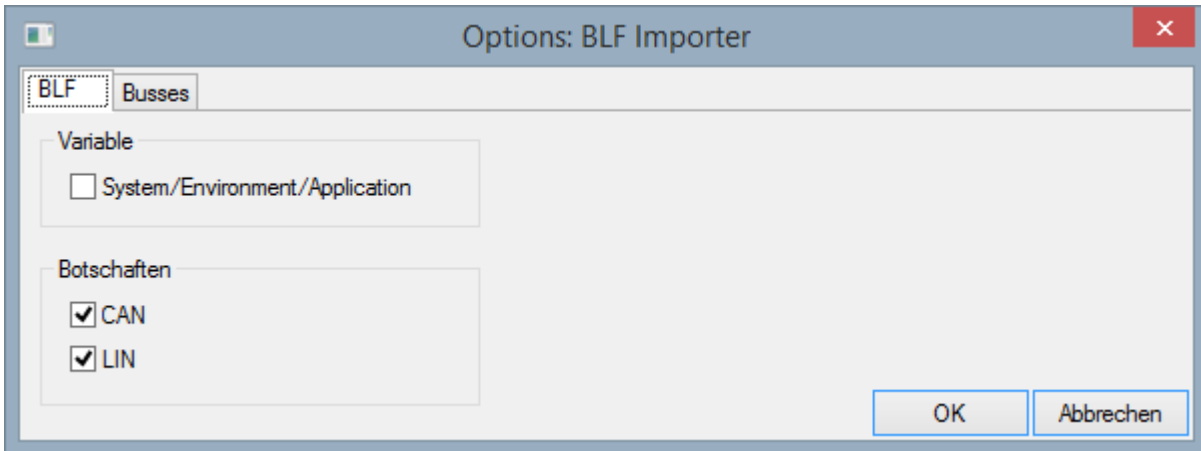 Options: BLF Importer
BLF
Busses
Variable
System/Environment/Application
Botschaften
CAN
LIN
OK
Abbrechen